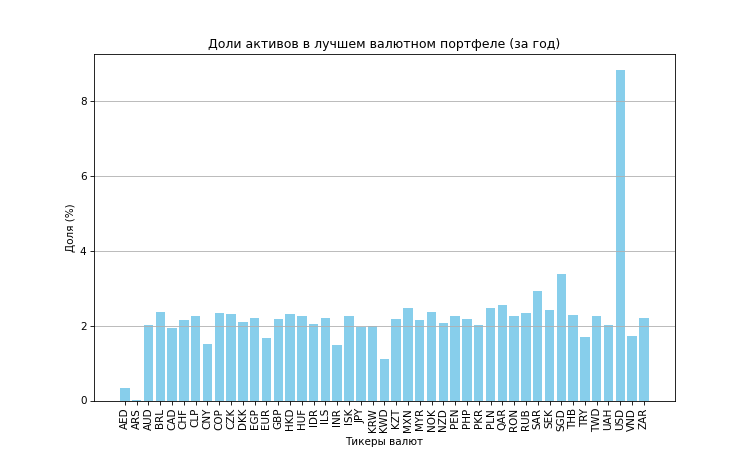 Доли активов в лучшем валютном портфеле (за год)
Доля (%)
8
6
4
2
0
AED ARS AUD BRL CAD CHF CLP CNY COP CZK DKK EGP EUR GBP HKD HUF IDR ILS INR ISK JPY KRW KWD KZT MXN MYR NOK NZD PEN PHP PKR PLN QAR RON RUB SAR SEK SGD THB TRY TWD UAH USD VND ZAR
Тикеры валют